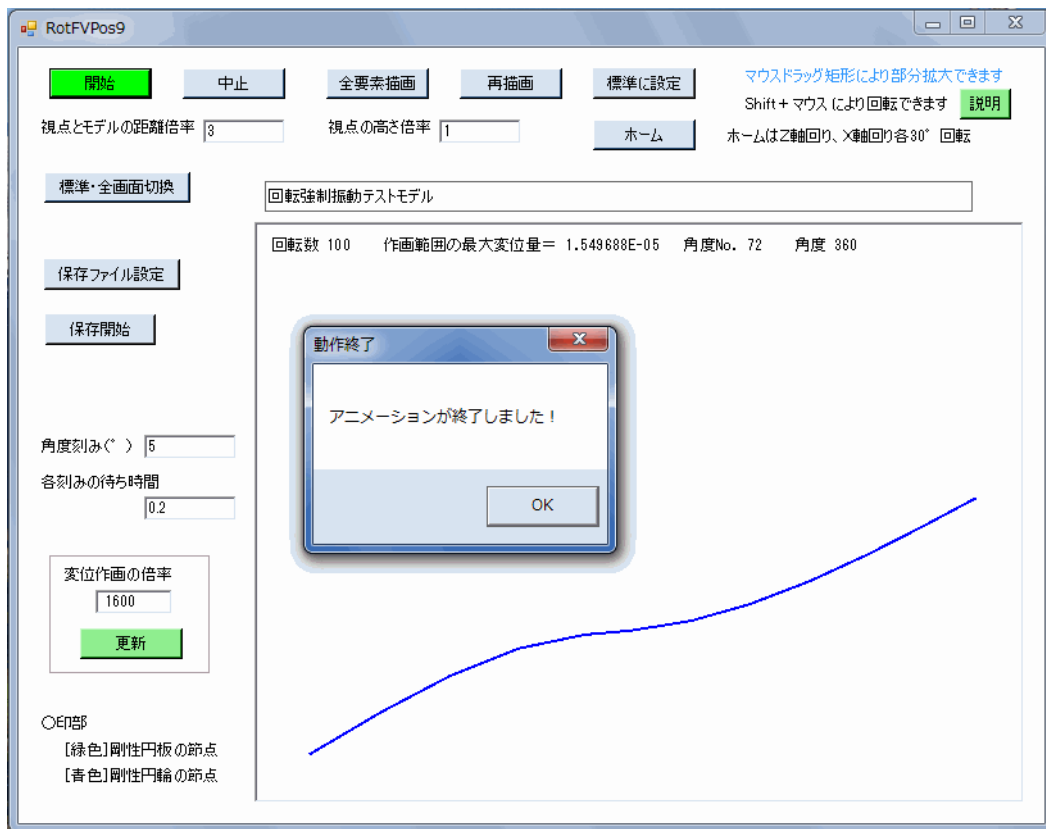 RotFVPos9
開始 中止 全要素描画 再描画 標準に設定 マウスドラッグ矩形により部分拡大できます
Shift+マウスにより回転できます 説明
視点とモデルの距離倍率 3 視点の高さ倍率 1 ホーム ホームはZ軸回り、X軸回り各30°回転
標準・全画面切換
回転強制振動テストモデル
回転数 100 作画範囲の最大変位量= 1.549688E-05 角度No. 72 角度 360
保存ファイル設定
保存開始
動作終了
アニメーションが終了しました!
OK
角度刻み(°) 5
各刻みの待ち時間
0.2
変位作画の倍率
1600
更新
○印部
[緑色]剛性円板の節点
[青色]剛性円輪の節点